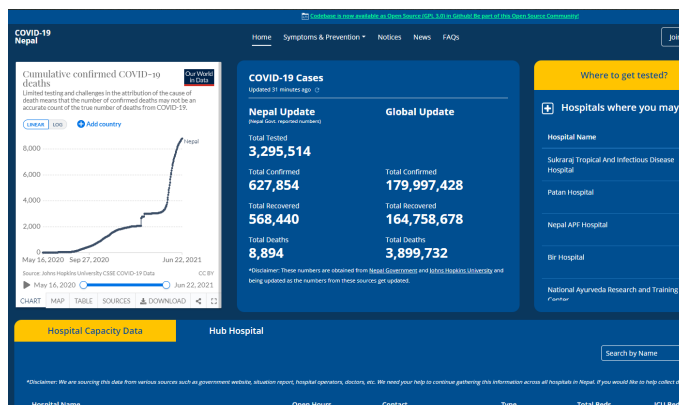 Codebase is now available as Open Source (GPL 3.0) in Github! Be part of this Open Source Community!
COVID-19
Nepal
Home Symptoms & Prevention Notices News FAQs
Joi
Cumulative confirmed COVID-19
deaths
Our World
in Data
Limited testing and challenges in the attribution of the cause of
death means that the number of confirmed deaths may not be an
accurate count of the true number of deaths from COVID-19.
LINEAR LOG Add country
Nepal
8,000
6,000
4,000
2,000
0
May 16, 2020 Sep 27, 2020 Jun 22, 2021
Source: Johns Hopkins University CSSE COVID-19 Data CC BY
May 16, 2020 Jun 22, 2021
CHART MAP TABLE SOURCES DOWNLOAD
COVID-19 Cases
Updated 31 minutes ago
Nepal Update
(Nepal Govt. reported numbers)
Global Update
Total Tested
3,295,514
Total Confirmed Total Confirmed
627,854 179,997,428
Total Recovered Total Recovered
568,440 164,758,678
Total Deaths Total Deaths
8,894 3,899,732
*Disclaimer: These numbers are obtained from Nepal Government and Johns Hopkins University and
being updated as the numbers from these sources get updated.
Where to get tested?
Hospitals where you may
Hospital Name
Sukraraj Tropical And Infectious Disease
Hospital
Patan Hospital
Nepal APF Hospital
Bir Hospital
National Ayurveda Research and Training
Center
Hospital Capacity Data Hub Hospital
Search by Name
*Disclaimer: We are sourcing this data from various sources such as government website, situation report, hospital operators, doctors, etc. We need your help to continue gathering this information across all hospitals in Nepal. If you would like to help collect d
Hospital Name Open Hours Contact Type Total Beds ICU Bed